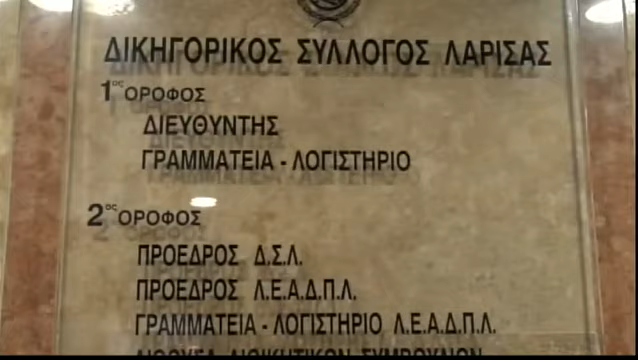 ΔΙΚΗΓΟΡΙΚΟΣ ΣΥΛΛΟΓΟΣ ΛΑΡΙΣΑΣ
1ος ΟΡΟΦΟΣ
ΔΙΕΥΘΥΝΤΗΣ
ΓΡΑΜΜΑΤΕΙΑ - ΛΟΓΙΣΤΗΡΙΟ
2ος ΟΡΟΦΟΣ
ΠΡΟΕΔΡΟΣ Δ.Σ.Λ.
ΠΡΟΕΔΡΟΣ Λ.Ε.Α.Δ.Π.Λ.
ΓΡΑΜΜΑΤΕΙΑ - ΛΟΓΙΣΤΗΡΙΟ Λ.Ε.Α.Δ.Π.Λ.